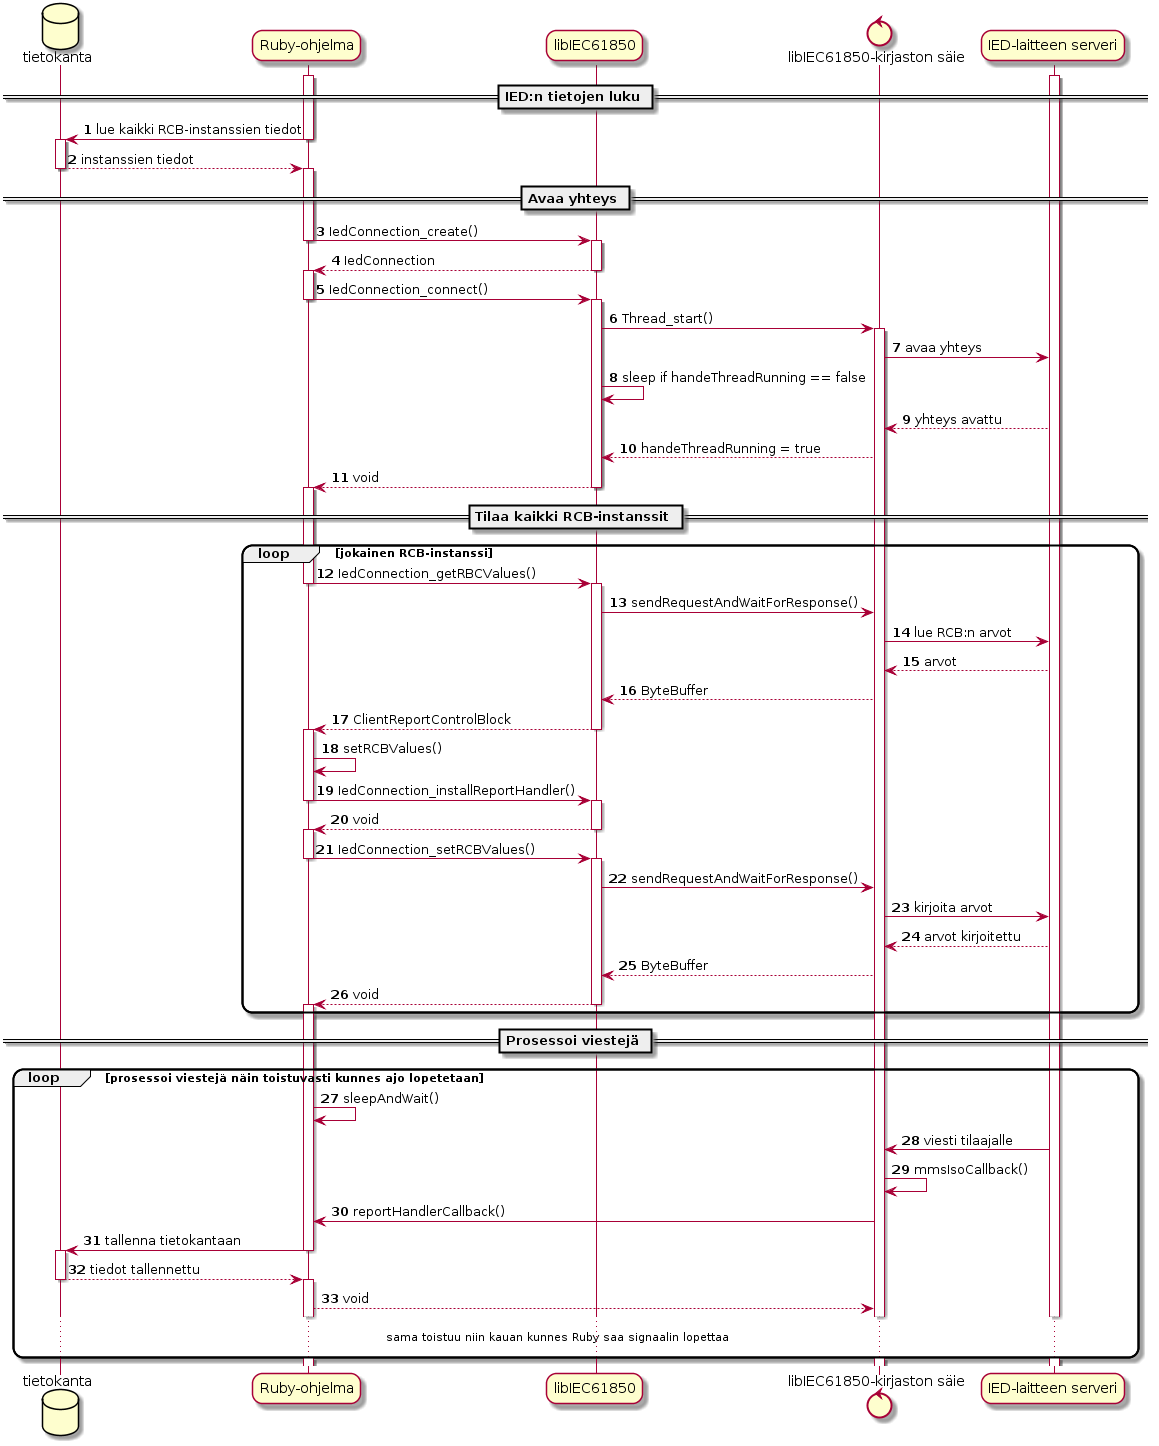 tietokanta
Ruby-ohjelma
libIEC61850
libIEC61850-kirjaston säie
IED-laitteen serveri
IED:n tietojen luku
1 lue kaikki RCB-instanssien tiedot
2 instanssien tiedot
Avaa yhteys
3 IedConnection_create()
4 IedConnection
5 IedConnection_connect()
6 Thread_start()
7 avaa yhteys
8 sleep if handeThreadRunning == false
9 yhteys avattu
10 handeThreadRunning = true
11 void
Tilaa kaikki RCB-instanssit
loop [jokainen RCB-instanssi]
12 IedConnection_getRBCValues()
13 sendRequestAndWaitForResponse()
14 lue RCB:n arvot
15 arvot
16 ByteBuffer
17 ClientReportControlBlock
18 setRCBValues()
19 IedConnection_installReportHandler()
20 void
21 IedConnection_setRCBValues()
22 sendRequestAndWaitForResponse()
23 kirjoita arvot
24 arvot kirjoitettu
25 ByteBuffer
26 void
Prosessoi viestejä
loop [prosessoi viestejä näin toistuvasti kunnes ajo lopetetaan]
27 sleepAndWait()
28 viesti tilaajalle
29 mmsIsoCallback()
30 reportHandlerCallback()
31 tallenna tietokantaan
32 tiedot tallennettu
33 void
sama toistuu niin kauan kunnes Ruby saa signaalin lopettaa
tietokanta
Ruby-ohjelma
libIEC61850
libIEC61850-kirjaston säie
IED-laitteen serveri